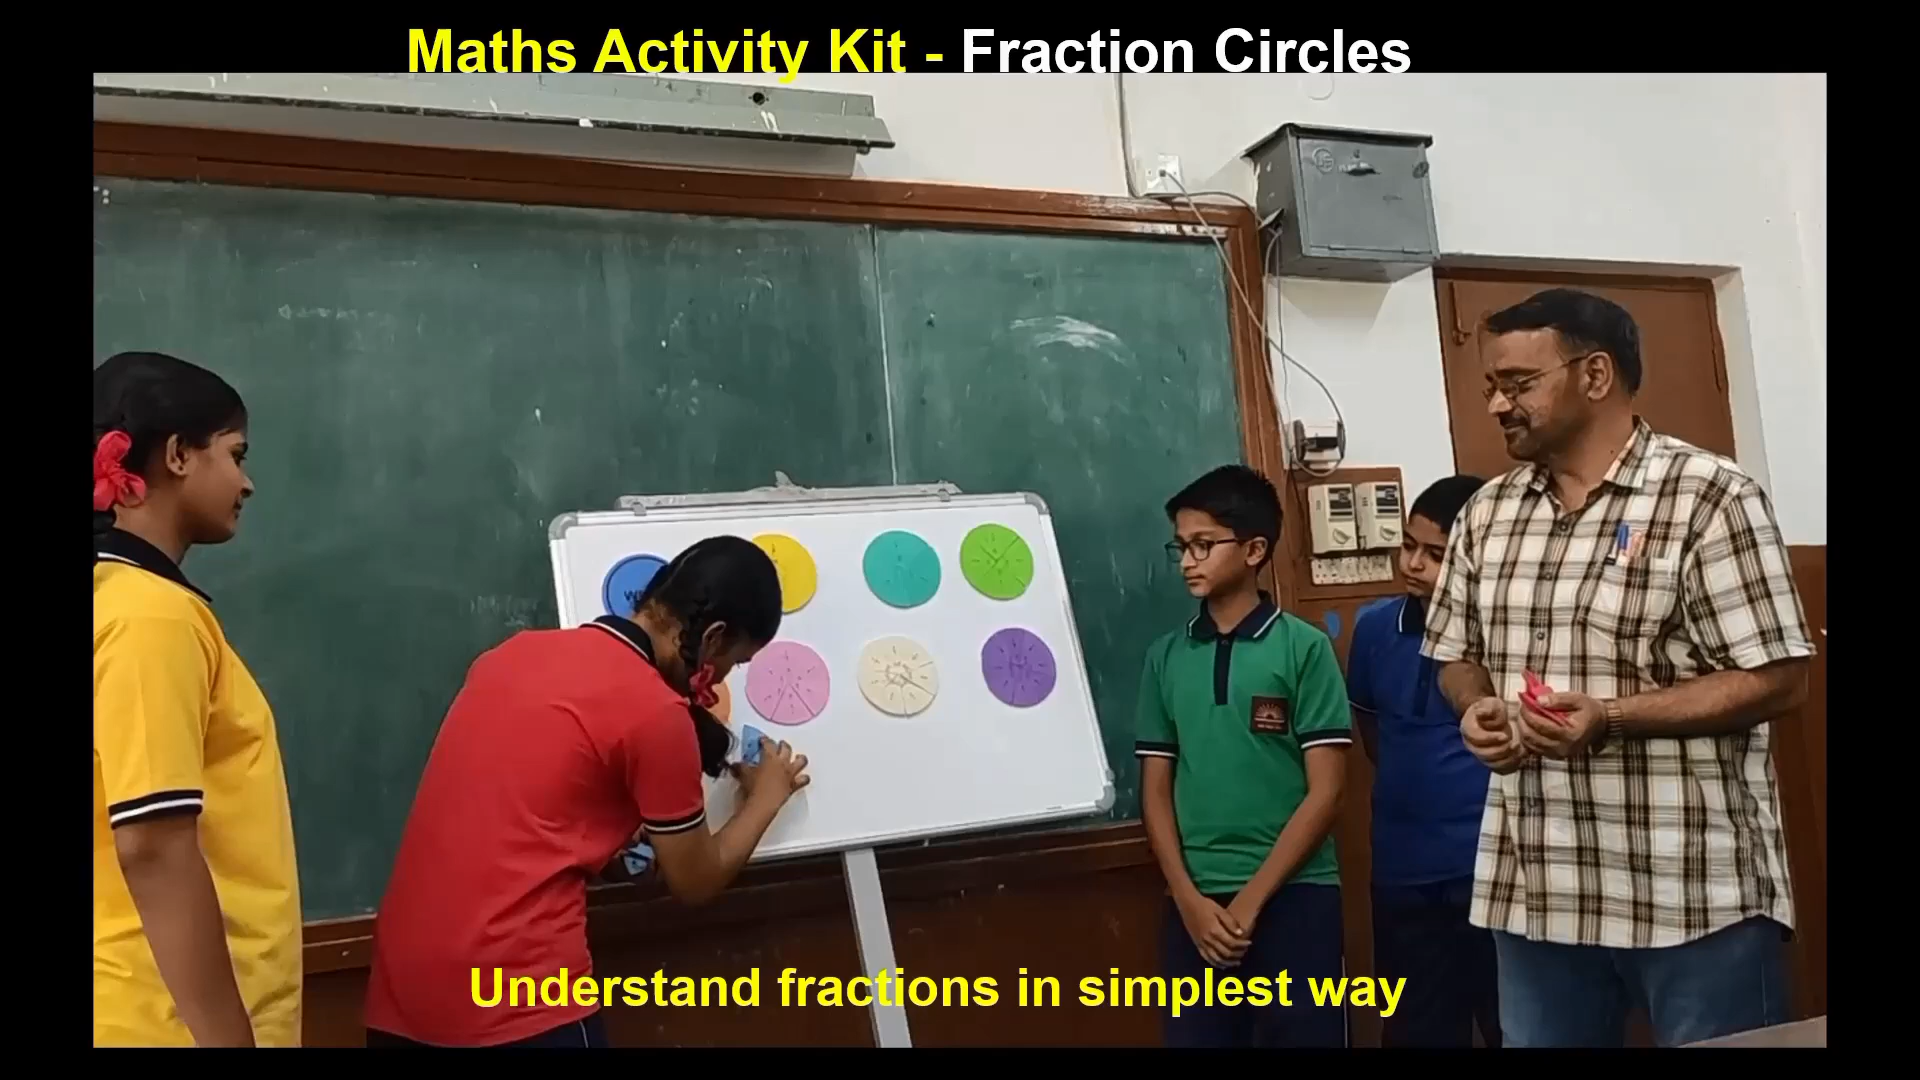 Maths Activity Kit - Fraction Circles
Understand fractions in simplest way